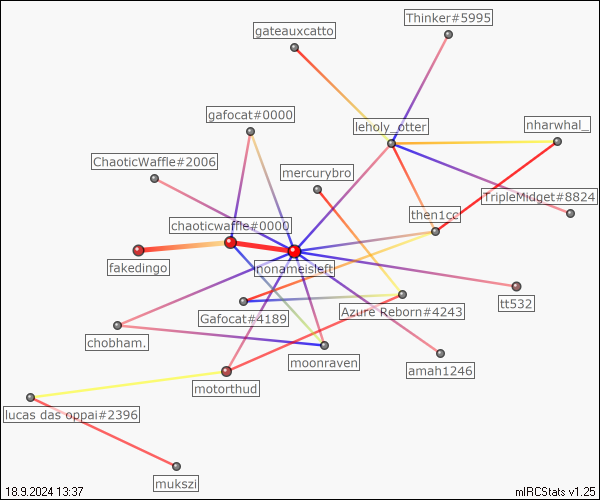 Thinker#5995
gateauxcatto
gafocat#0000
leholy_otter
nharwhal_
ChaoticWaffle#2006
mercurybro
TripleMidget#8824
then1cc
chaoticwaffle#0000
fakedingo
nonameisleft
tt532
Gafocat#4189
Azure Reborn#4243
chobham.
moonraven
amah1246
motorthud
lucas das oppai#2396
mukszi
18.9.2024 13:37
mIRCStats v1.25